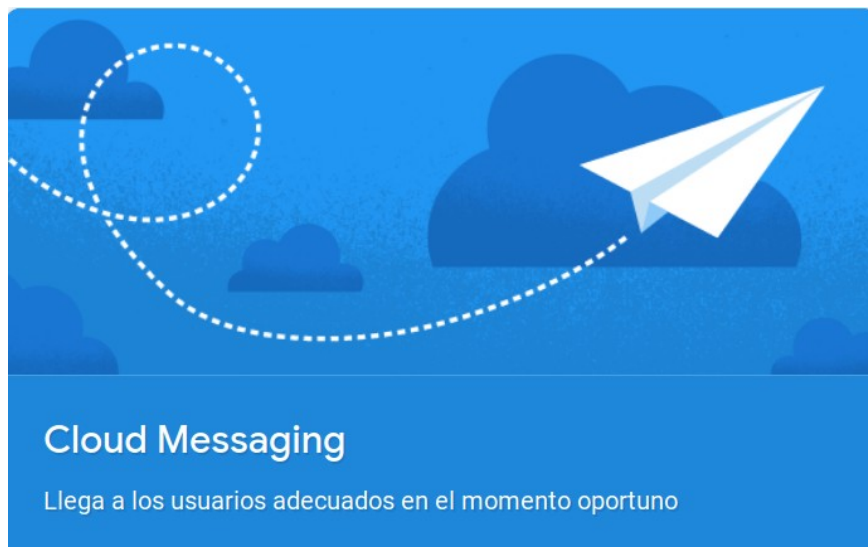 Cloud Messaging
Llega a los usuarios adecuados en el momento oportuno